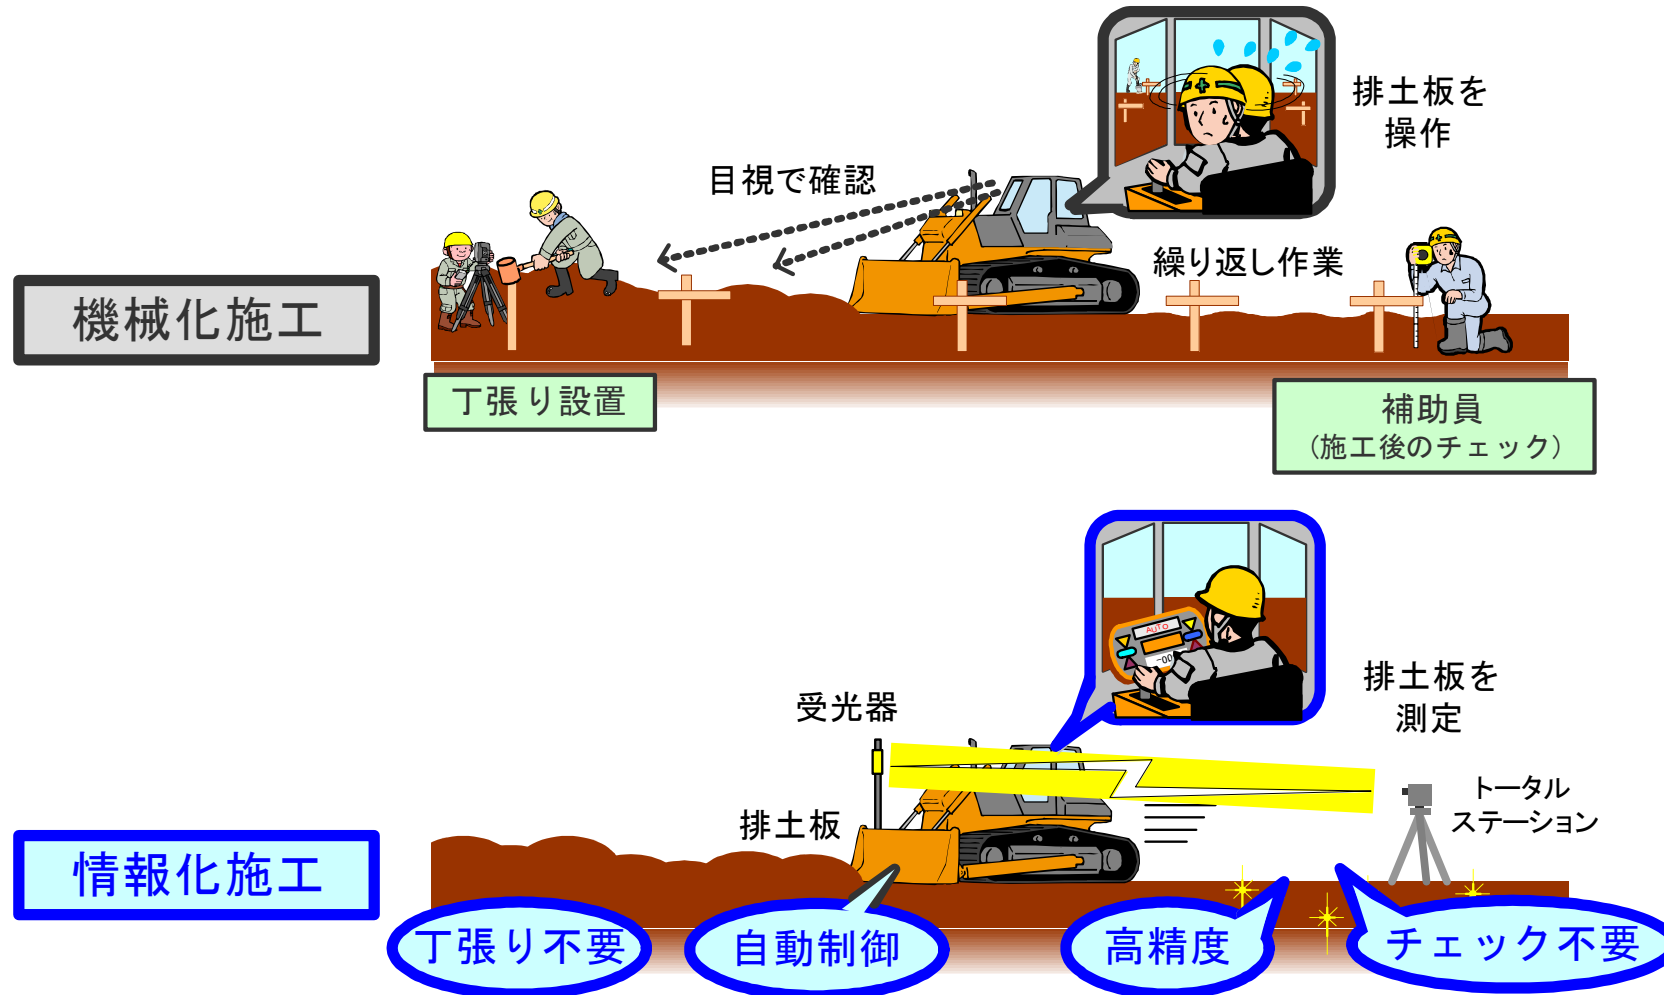 排土板を
操作
目視で確認
繰り返し作業
機械化施工
丁張り設置
補助員
(施工後のチェック)
AUTO
-00
排土板を
測定
受光器
トータル
ステーション
排土板
情報化施工
丁張り不要
自動制御
高精度
チェック不要